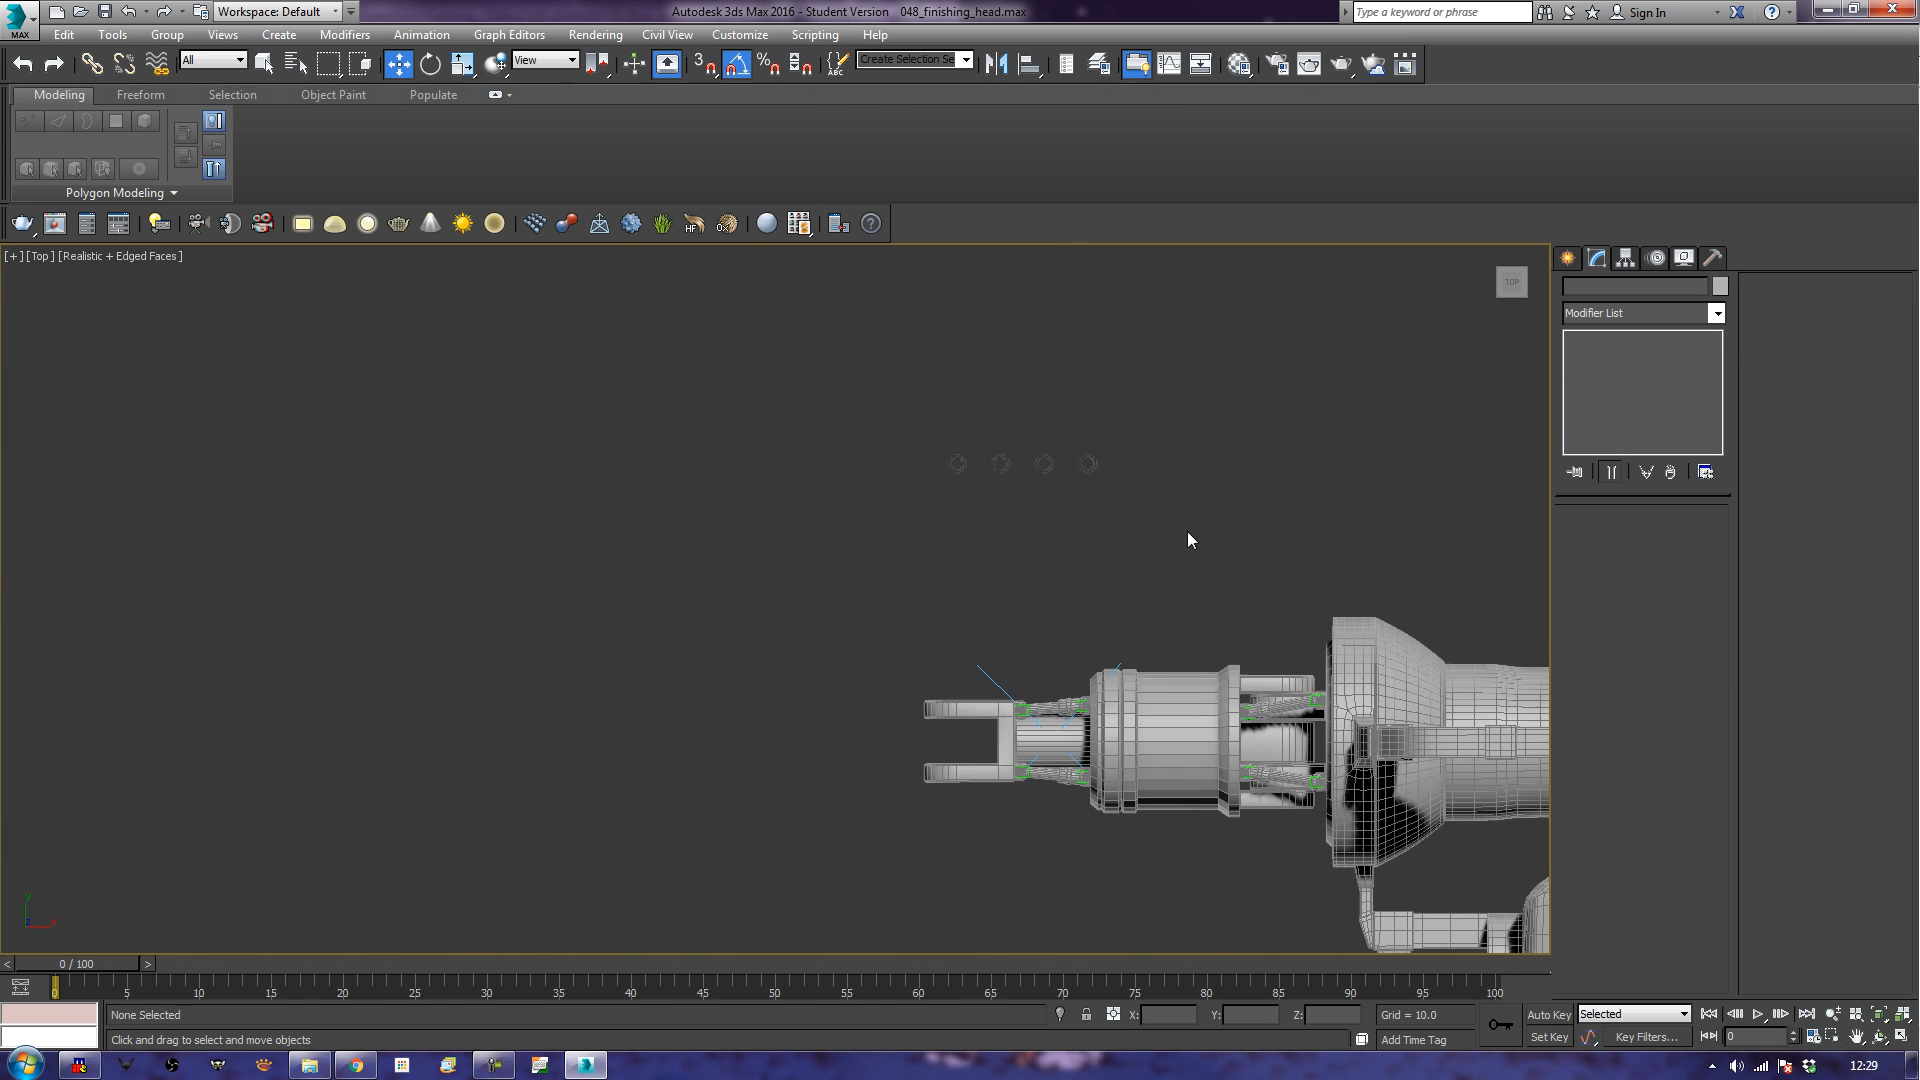 Workspace: Default
Autodesk 3ds Max 2016 - Student Version 048_finishing_head.max
Type a keyword or phrase
Sign In
MAX
Edit Tools Group Views Create Modifiers Animation Graph Editors Rendering Civil View Customize Scripting Help
All
View
3
Create Selection Se
ABC
Modeling Freeform Selection Object Paint Populate
Polygon Modeling
HF
[+] [Top] [Realistic + Edged Faces]
TOP
Modifier List
0 / 100
0 5 10 15 20 25 30 35 40 45 50 55 60 65 70 75 80 85 90 95 100
None Selected
X: Y: Z:
Grid = 10.0
Auto Key
Selected
Click and drag to select and move objects
Add Time Tag
Set Key
Key Filters...
0
12:29